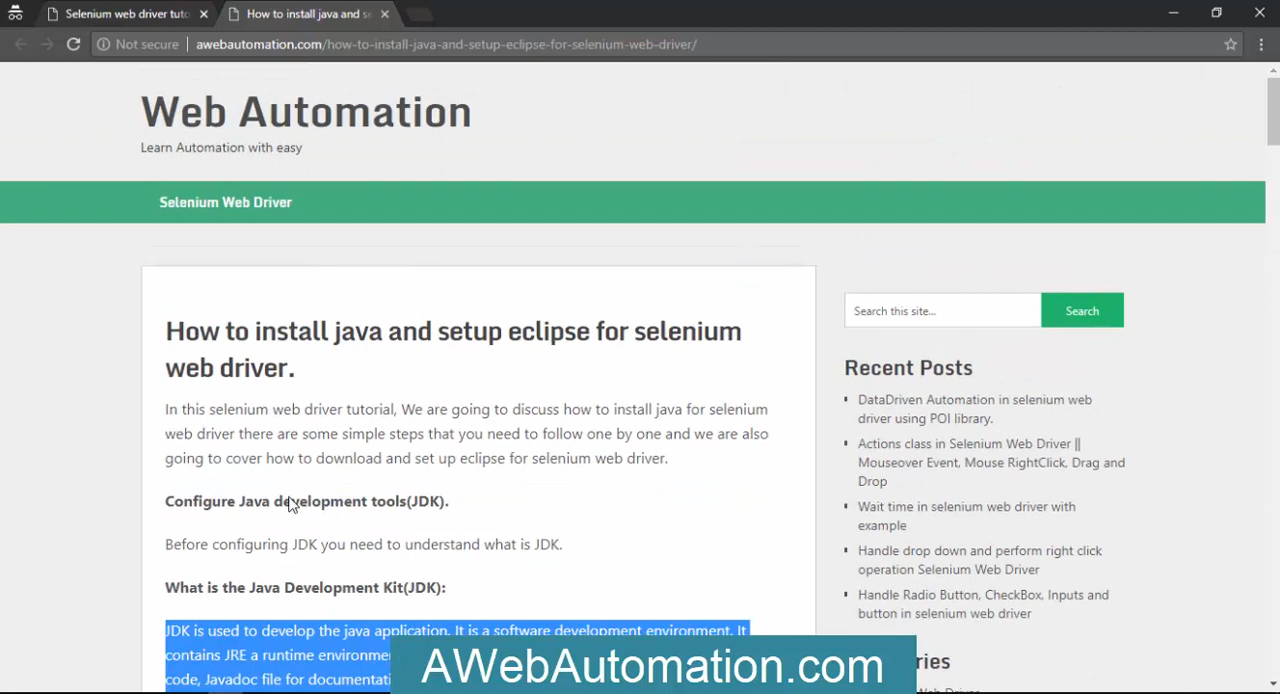 Selenium web driver tuto
How to install java and se
Not secure
awebautomation.com/how-to-install-java-and-setup-eclipse-for-selenium-web-driver/
Web Automation
Learn Automation with easy
Selenium Web Driver
How to install java and setup eclipse for selenium
web driver.
In this selenium web driver tutorial, We are going to discuss how to install java for selenium
web driver there are some simple steps that you need to follow one by one and we are also
going to cover how to download and set up eclipse for selenium web driver.
Configure Java development tools(JDK).
Before configuring JDK you need to understand what is JDK.
What is the Java Development Kit(JDK):
JDK is used to develop the java application. It is a software development environment. It
contains JRE a runtime
code, Javadoc file for
Search this site...
Search
Recent Posts
DataDriven Automation in selenium web
driver using POI library.
Actions class in Selenium Web Driver ||
Mouseover Event, Mouse RightClick, Drag and
Drop
Wait time in selenium web driver with
example
Handle drop down and perform right click
operation Selenium Web Driver
Handle Radio Button, CheckBox, Inputs and
button in selenium web driver
AWebAutomation.com